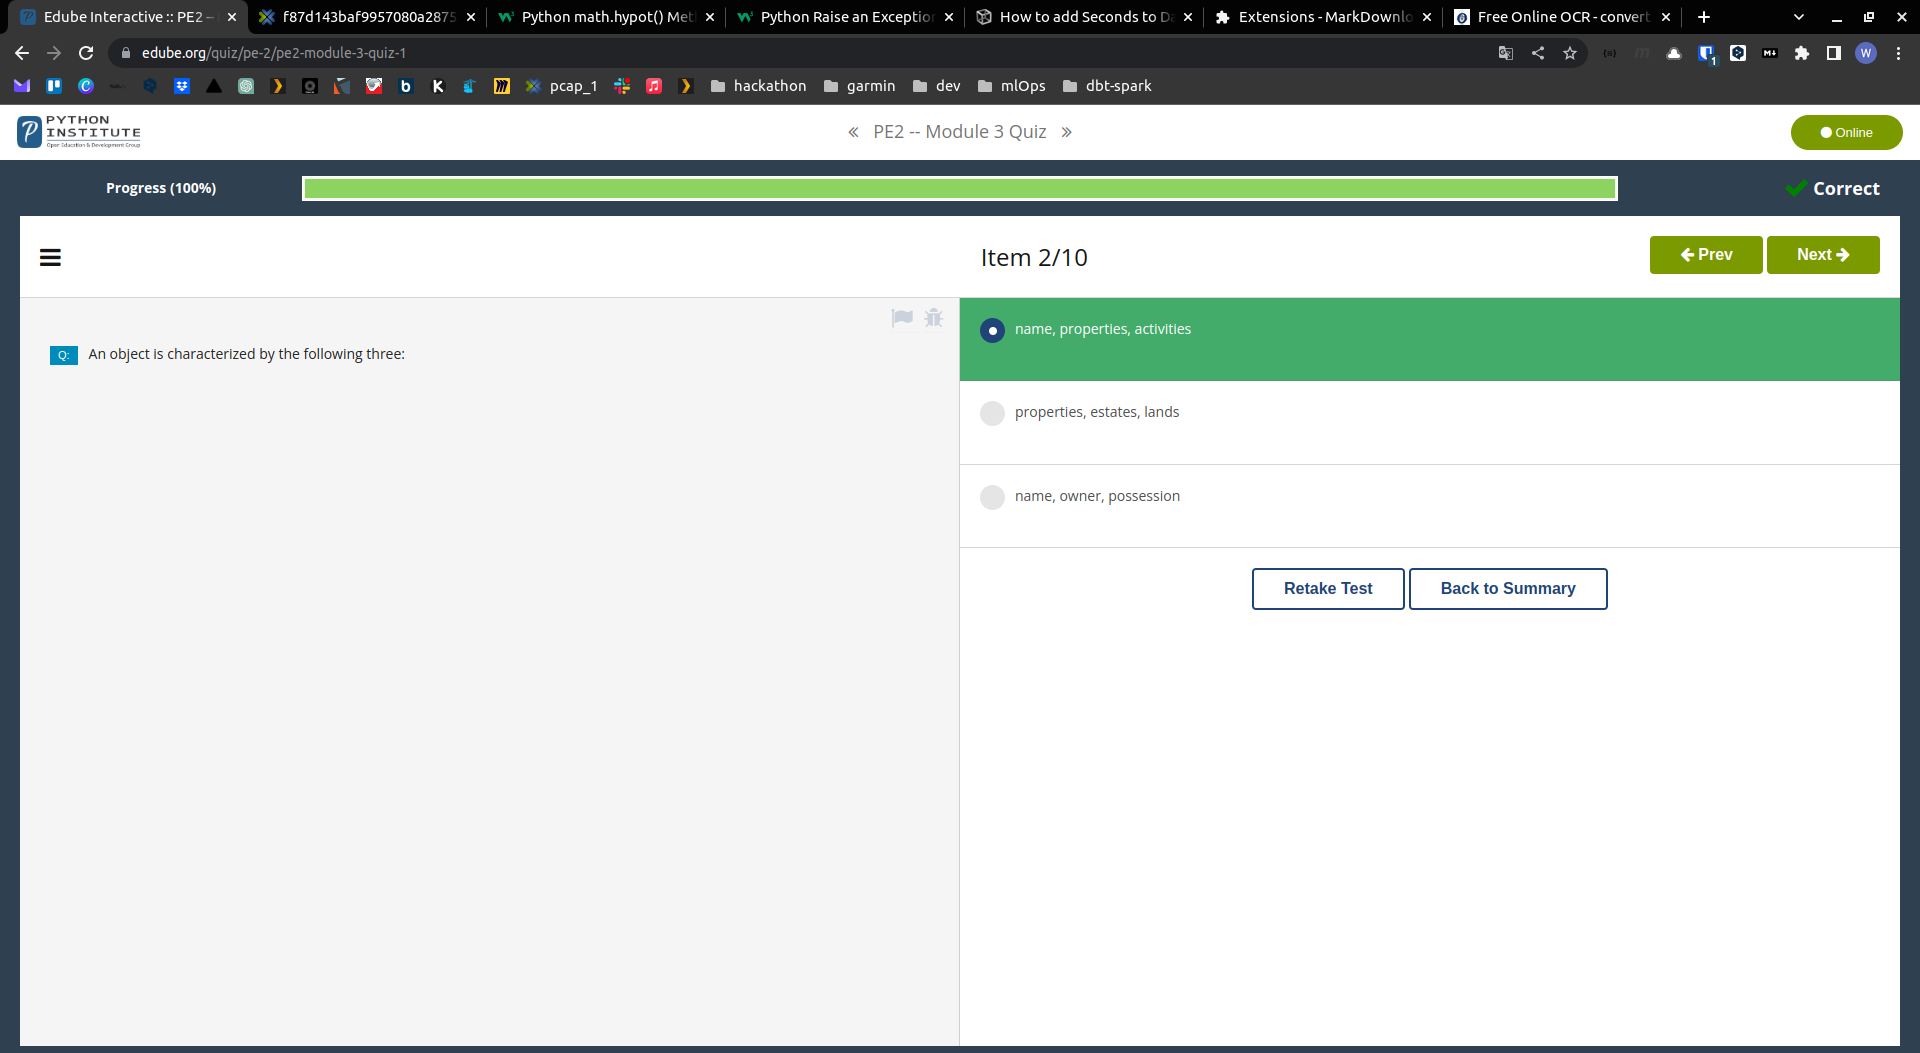 Edube Interactive :: PE2 –
f87d143baf9957080a2875
Python math.hypot() Met
Python Raise an Exception
How to add Seconds to Da
Extensions - MarkDownlo
Free Online OCR - convert
edube.org/quiz/pe-2/pe2-module-3-quiz-1
1
W
pcap_1
hackathon
garmin
dev
mlOps
dbt-spark
PYTHON
INSTITUTE
Open Education & Development Group
« PE2 -- Module 3 Quiz »
Online
Progress (100%)
Correct
Item 2/10
Prev
Next
Q: An object is characterized by the following three:
name, properties, activities
properties, estates, lands
name, owner, possession
Retake Test
Back to Summary